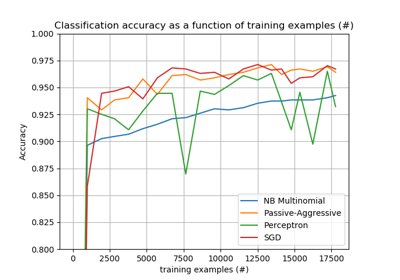 Classification accuracy as a function of training examples (#)
1.000
0.975
0.950
0.925
0.900
0.875
0.850
0.825
0.800
Accuracy
NB Multinomial
Passive-Aggressive
Perceptron
SGD
0 2500 5000 7500 10000 12500 15000 17500
training examples (#)